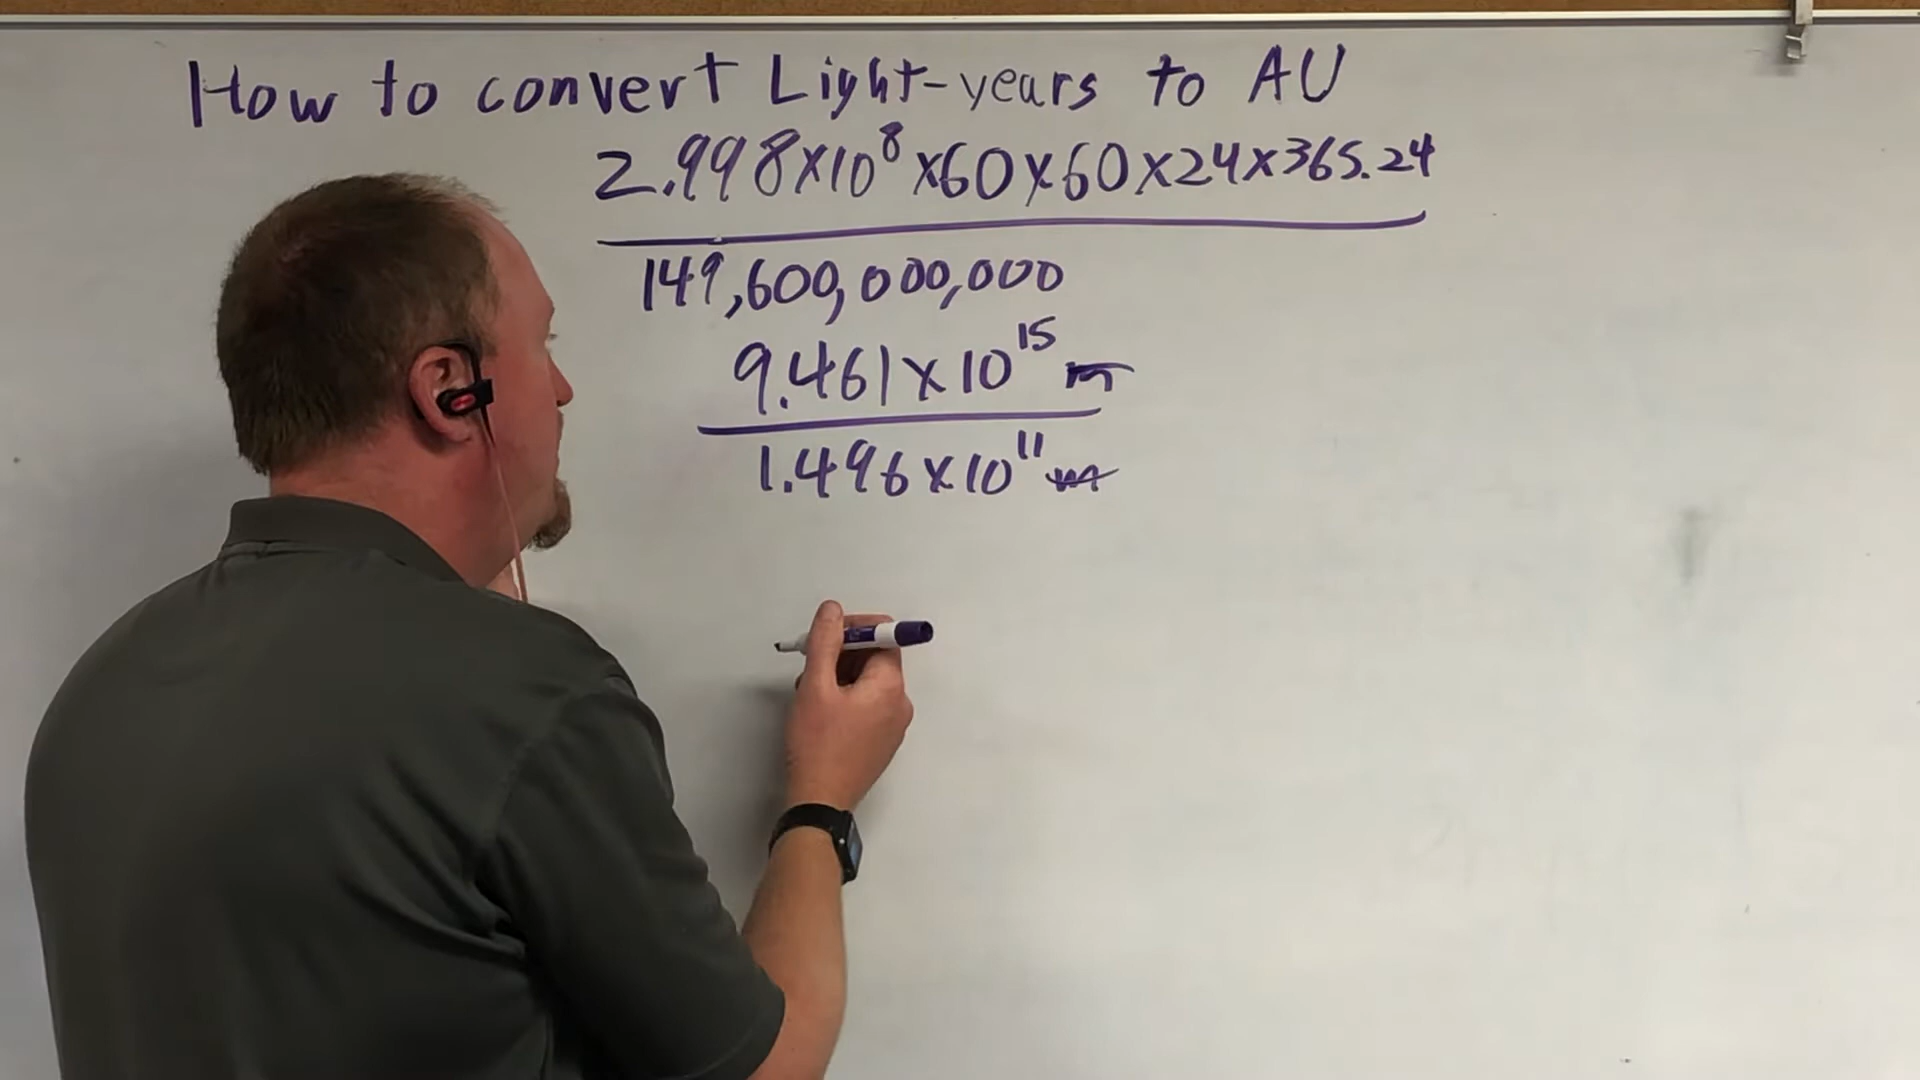 How to convert Light-years to AU
2.998×10⁸×60×60×24×365.24
149,600,000,000
9.461×10¹⁵ m
1.496×10¹¹ m